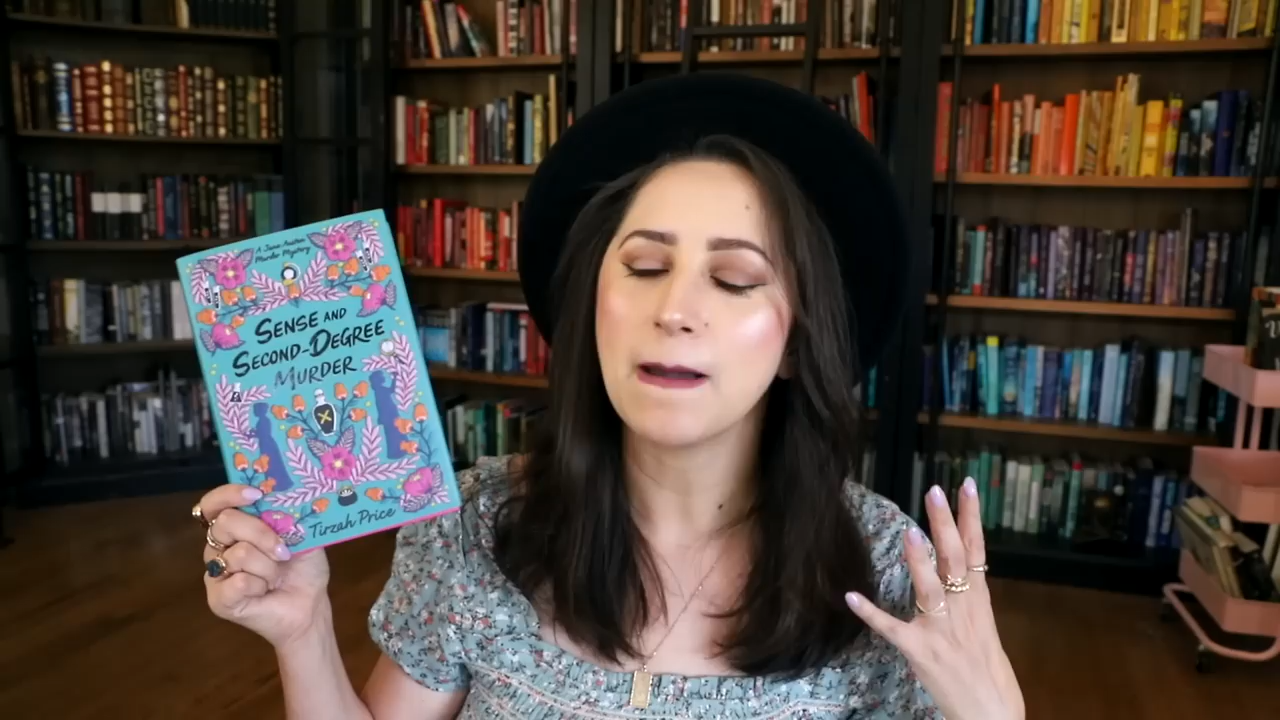 A Jane Austen
Murder Mystery
SENSE AND
SECOND-DEGREE
MURDER
Tirzah Price